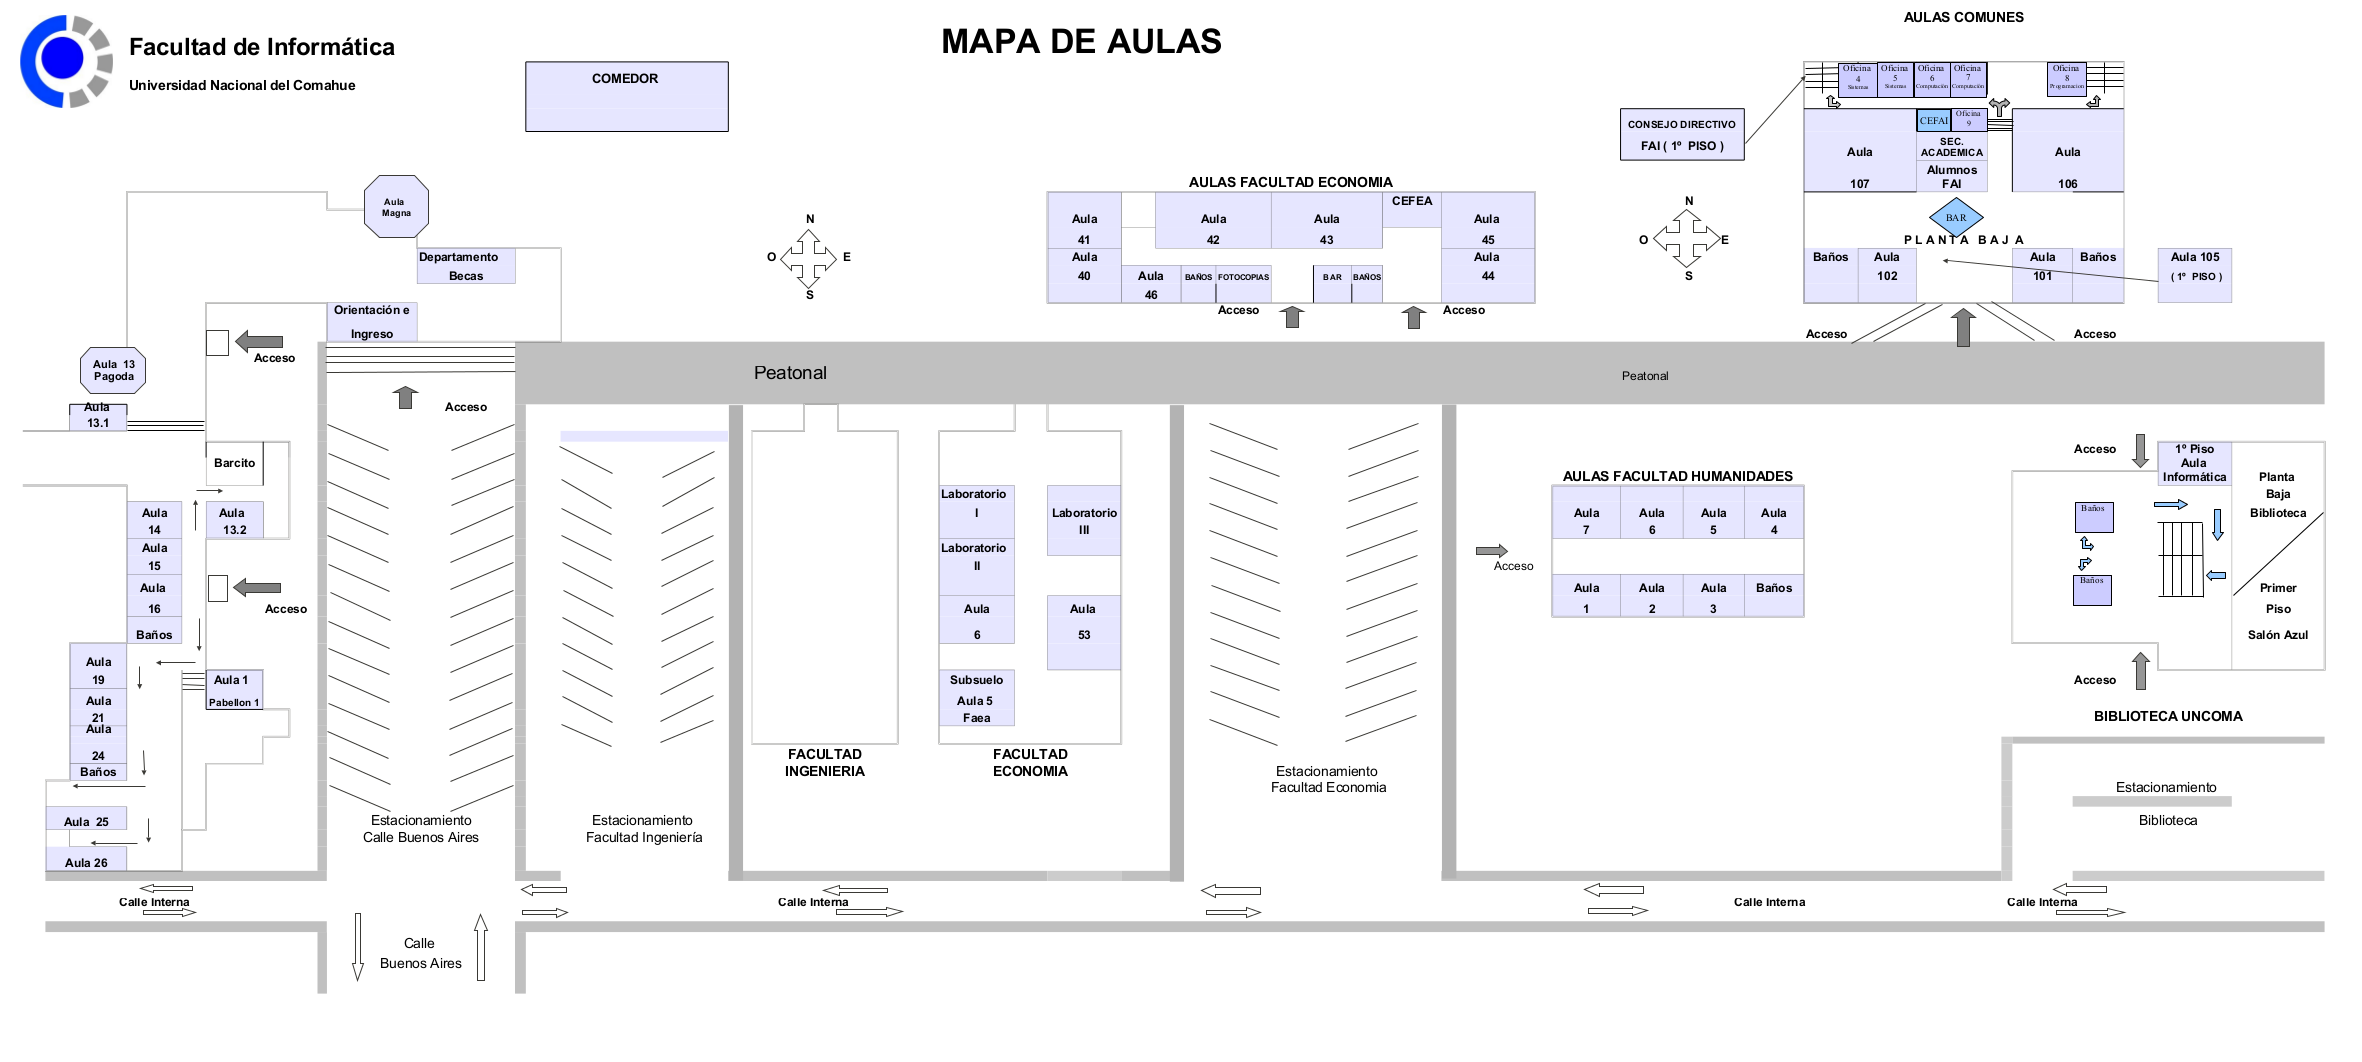 Facultad de Informática
Universidad Nacional del Comahue
MAPA DE AULAS
COMEDOR
AULAS COMUNES
Oficina
4
Sistemas
Oficina
5
Sistemas
Oficina
6
Computación
Oficina
7
Computación
Oficina
8
Programacion
CONSEJO DIRECTIVO
FAI ( 1º PISO )
CEFAI
Oficina
9
Aula
107
SEC.
ACADEMICA
Alumnos
FAI
Aula
106
BAR
P L A N T A B A J A
Baños
Aula
102
Aula
101
Baños
Aula 105
( 1º PISO )
Acceso
Acceso
N
O
E
S
AULAS FACULTAD ECONOMIA
Aula
41
Aula
42
Aula
43
CEFEA
Aula
45
Aula
40
Aula
46
BAÑOS
FOTOCOPIAS
BAR
BAÑOS
Aula
44
Acceso
Acceso
N
O
E
S
Aula
Magna
Departamento
Becas
Orientación e
Ingreso
Acceso
Aula 13
Pagoda
Aula
13.1
Acceso
Peatonal
Peatonal
Barcito
Aula
14
Aula
13.2
Aula
15
Aula
16
Baños
Acceso
Aula
19
Aula 1
Pabellon 1
Aula
21
Aula
24
Baños
Aula 25
Aula 26
Estacionamiento
Calle Buenos Aires
Estacionamiento
Facultad Ingeniería
FACULTAD
INGENIERIA
Laboratorio
I
Laboratorio
II
Laboratorio
III
Aula
6
Aula
53
Subsuelo
Aula 5
Faea
FACULTAD
ECONOMIA
Estacionamiento
Facultad Economia
AULAS FACULTAD HUMANIDADES
Aula
7
Aula
6
Aula
5
Aula
4
Acceso
Aula
1
Aula
2
Aula
3
Baños
Acceso
1º Piso
Aula
Informática
Planta
Baja
Biblioteca
Baños
Baños
Primer
Piso
Salón Azul
Acceso
BIBLIOTECA UNCOMA
Estacionamiento
Biblioteca
Calle Interna
Calle Interna
Calle Interna
Calle Interna
Calle
Buenos Aires